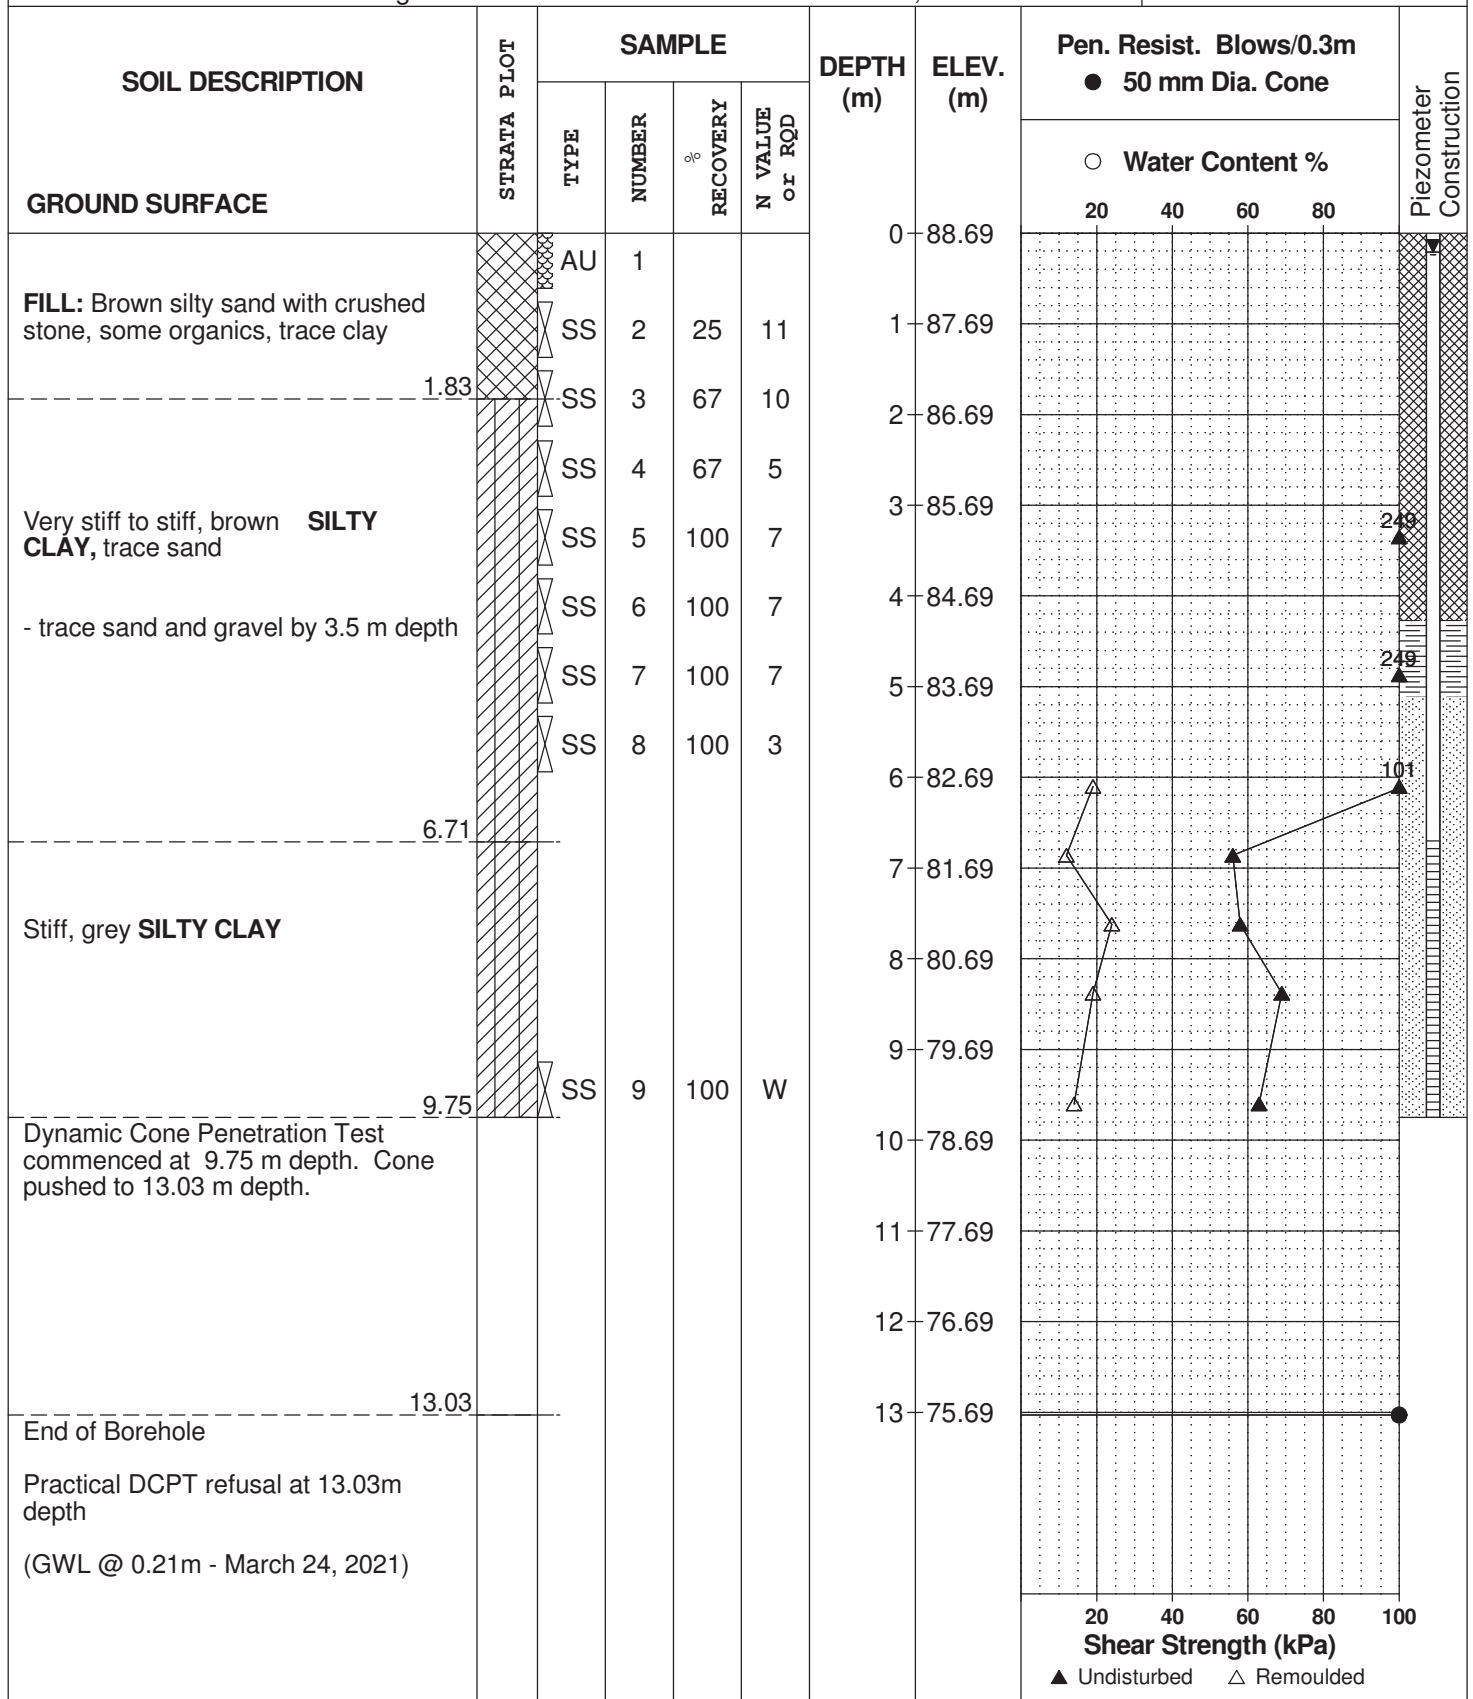 SOIL DESCRIPTION
GROUND SURFACE
STRATA PLOT
SAMPLE
TYPE
NUMBER
% RECOVERY
N VALUE or RQD
DEPTH (m)
ELEV. (m)
Pen. Resist. Blows/0.3m
● 50 mm Dia. Cone
○ Water Content %
20 40 60 80
Piezometer Construction
0 88.69
AU 1
FILL: Brown silty sand with crushed
stone, some organics, trace clay
SS 2 25 11
1 87.69
1.83
SS 3 67 10
2 86.69
SS 4 67 5
3 85.69
Very stiff to stiff, brown SILTY
CLAY, trace sand
SS 5 100 7
249
4 84.69
SS 6 100 7
- trace sand and gravel by 3.5 m depth
SS 7 100 7
249
5 83.69
SS 8 100 3
6 82.69
101
6.71
7 81.69
Stiff, grey SILTY CLAY
8 80.69
9 79.69
SS 9 100 W
9.75
Dynamic Cone Penetration Test
commenced at 9.75 m depth. Cone
pushed to 13.03 m depth.
10 78.69
11 77.69
12 76.69
13.03
13 75.69
End of Borehole
Practical DCPT refusal at 13.03m
depth
(GWL @ 0.21m - March 24, 2021)
20 40 60 80 100
Shear Strength (kPa)
▲ Undisturbed △ Remoulded